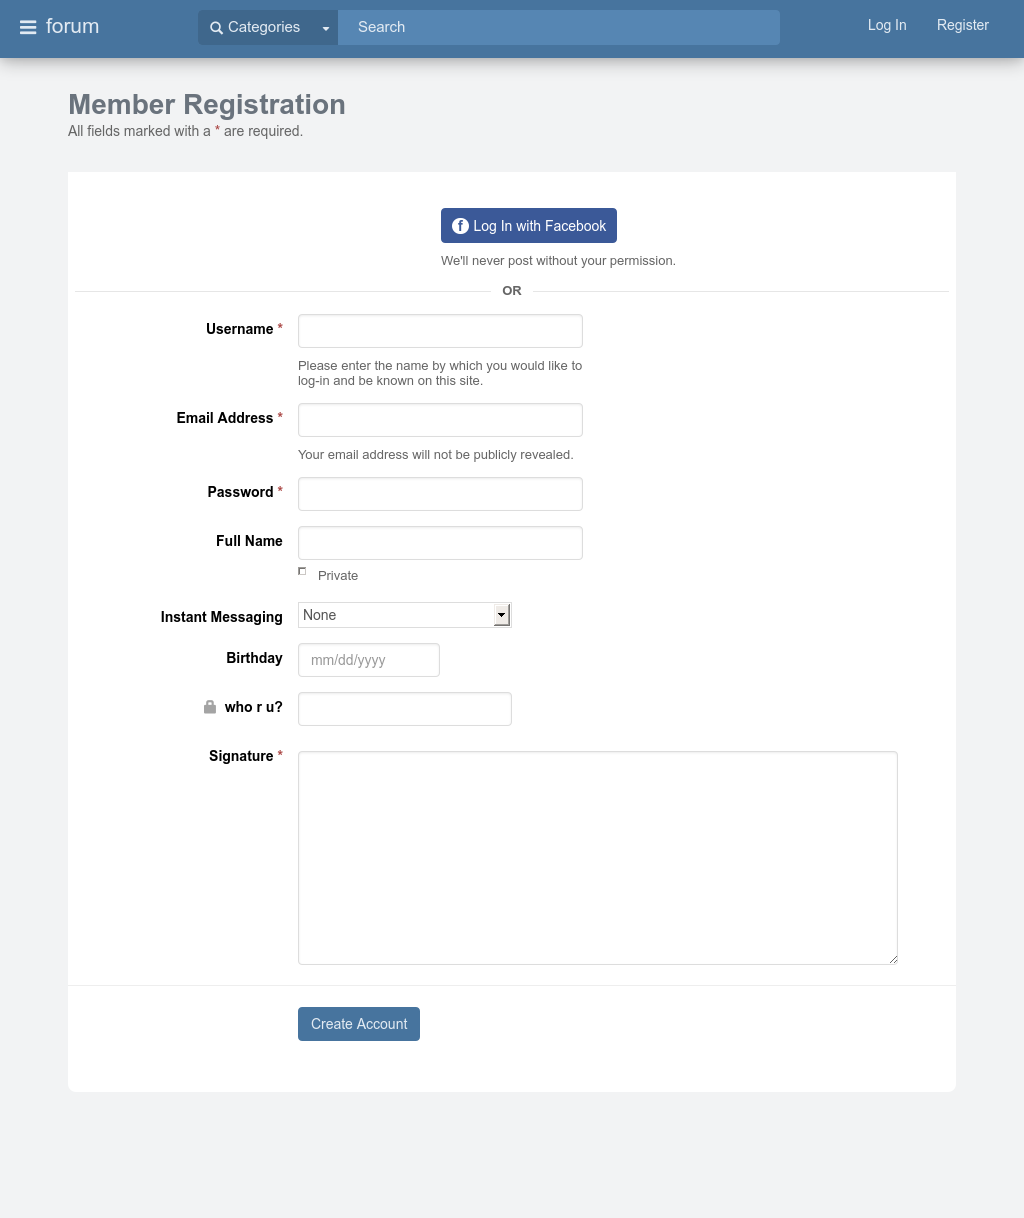 forum
Categories
Search
Log In
Register
Member Registration
All fields marked with a * are required.
f Log In with Facebook
We'll never post without your permission.
OR
Username *
Please enter the name by which you would like to
log-in and be known on this site.
Email Address *
Your email address will not be publicly revealed.
Password *
Full Name
Private
Instant Messaging
None
Birthday
mm/dd/yyyy
who r u?
Signature *
Create Account